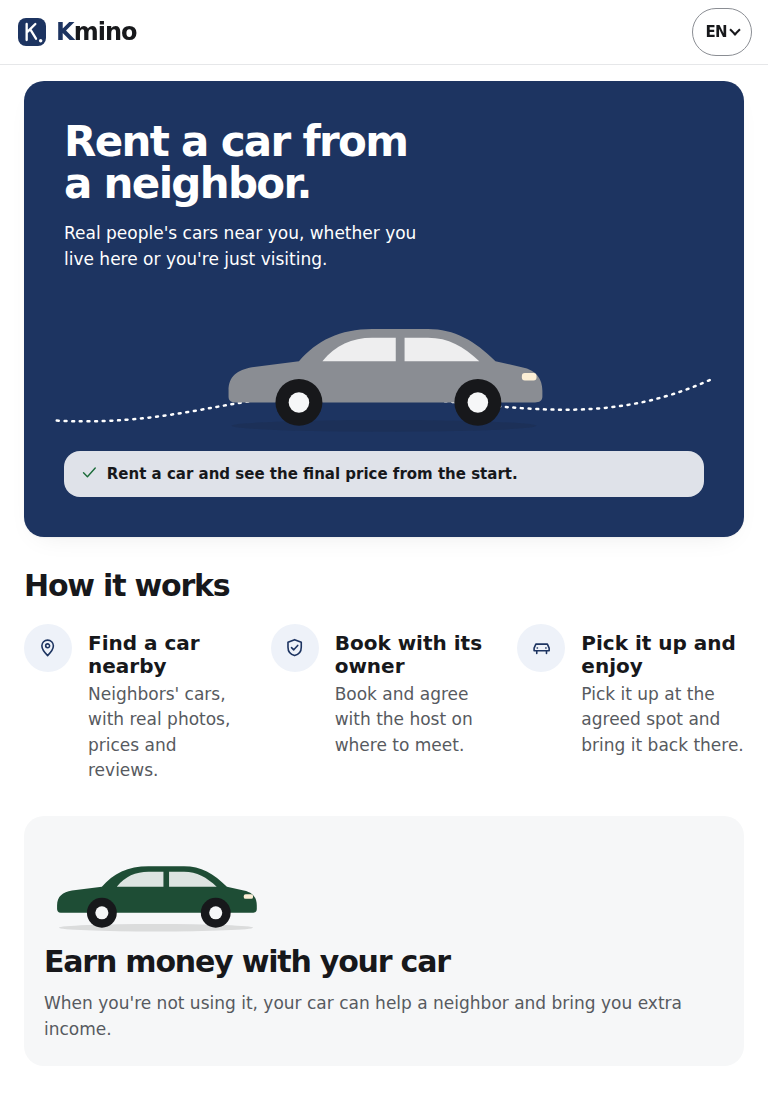 K. Kmino
EN
Rent a car from
a neighbor.
Real people's cars near you, whether you
live here or you're just visiting.
Rent a car and see the final price from the start.
How it works
Find a car
nearby
Neighbors' cars,
with real photos,
prices and
reviews.
Book with its
owner
Book and agree
with the host on
where to meet.
Pick it up and
enjoy
Pick it up at the
agreed spot and
bring it back there.
Earn money with your car
When you're not using it, your car can help a neighbor and bring you extra
income.